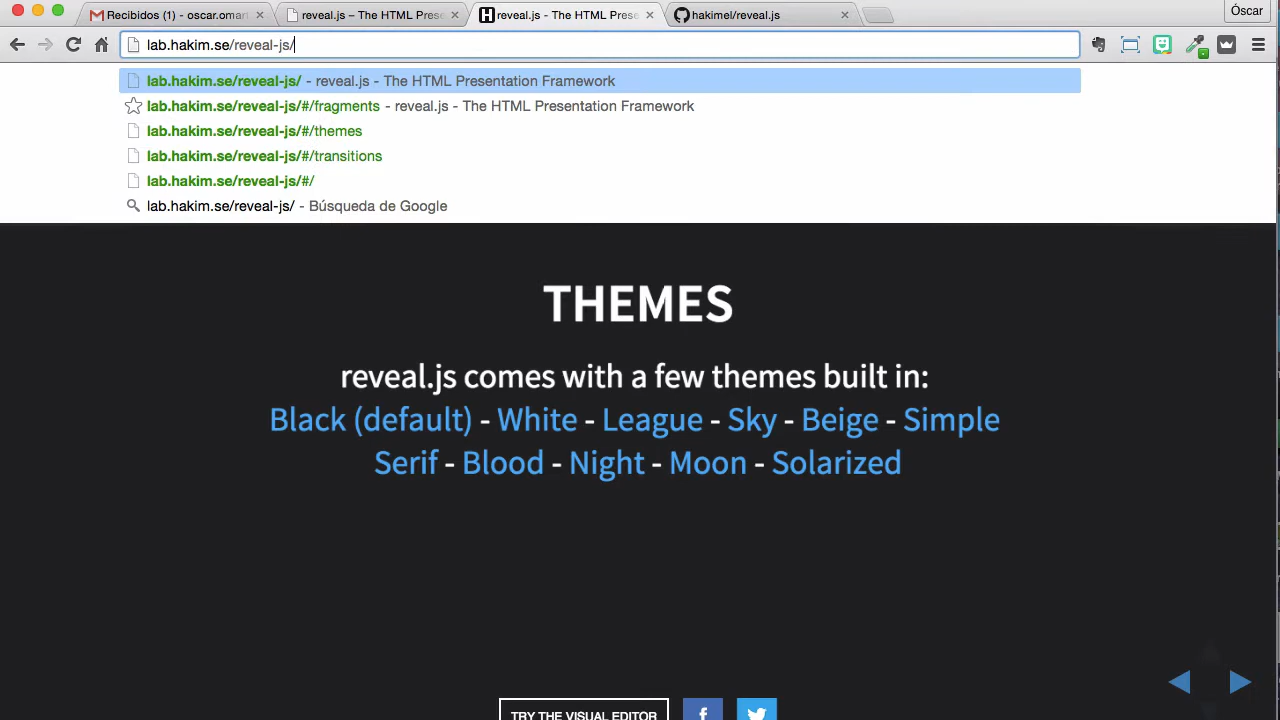 Recibidos (1) - oscar.omar
reveal.js – The HTML Pres
reveal.js - The HTML Pres
hakimel/reveal.js
Óscar
lab.hakim.se/reveal-js/
lab.hakim.se/reveal-js/ - reveal.js - The HTML Presentation Framework
lab.hakim.se/reveal-js/#/fragments - reveal.js - The HTML Presentation Framework
lab.hakim.se/reveal-js/#/themes
lab.hakim.se/reveal-js/#/transitions
lab.hakim.se/reveal-js/#/
lab.hakim.se/reveal-js/ - Búsqueda de Google
THEMES
reveal.js comes with a few themes built in:
Black (default) - White - League - Sky - Beige - Simple
Serif - Blood - Night - Moon - Solarized
TRY THE VISUAL EDITOR